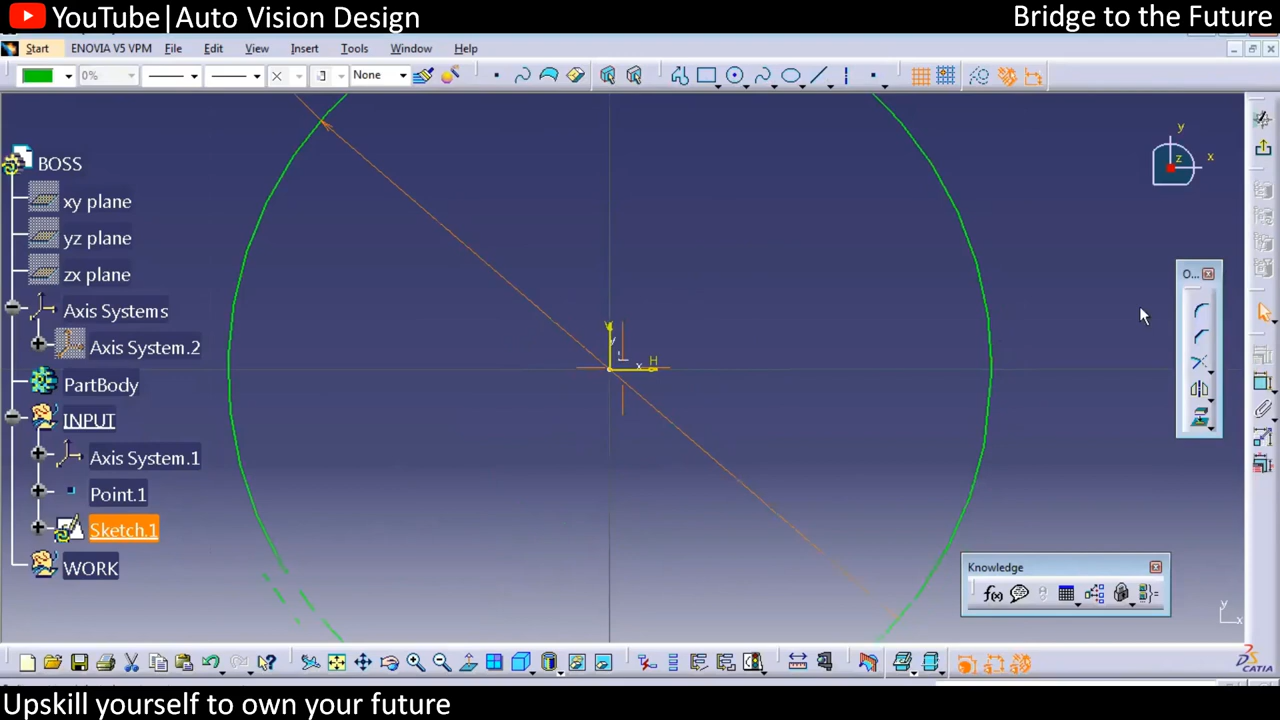 YouTube|Auto Vision Design
Bridge to the Future
Start ENOVIA V5 VPM File Edit View Insert Tools Window Help
0% None
y
x
z
BOSS
xy plane
yz plane
zx plane
Axis Systems
Axis System.2
PartBody
INPUT
Axis System.1
Point.1
Sketch.1
WORK
O...
V
y
H
x
Knowledge
f(x)
y
x
CATIA
Upskill yourself to own your future